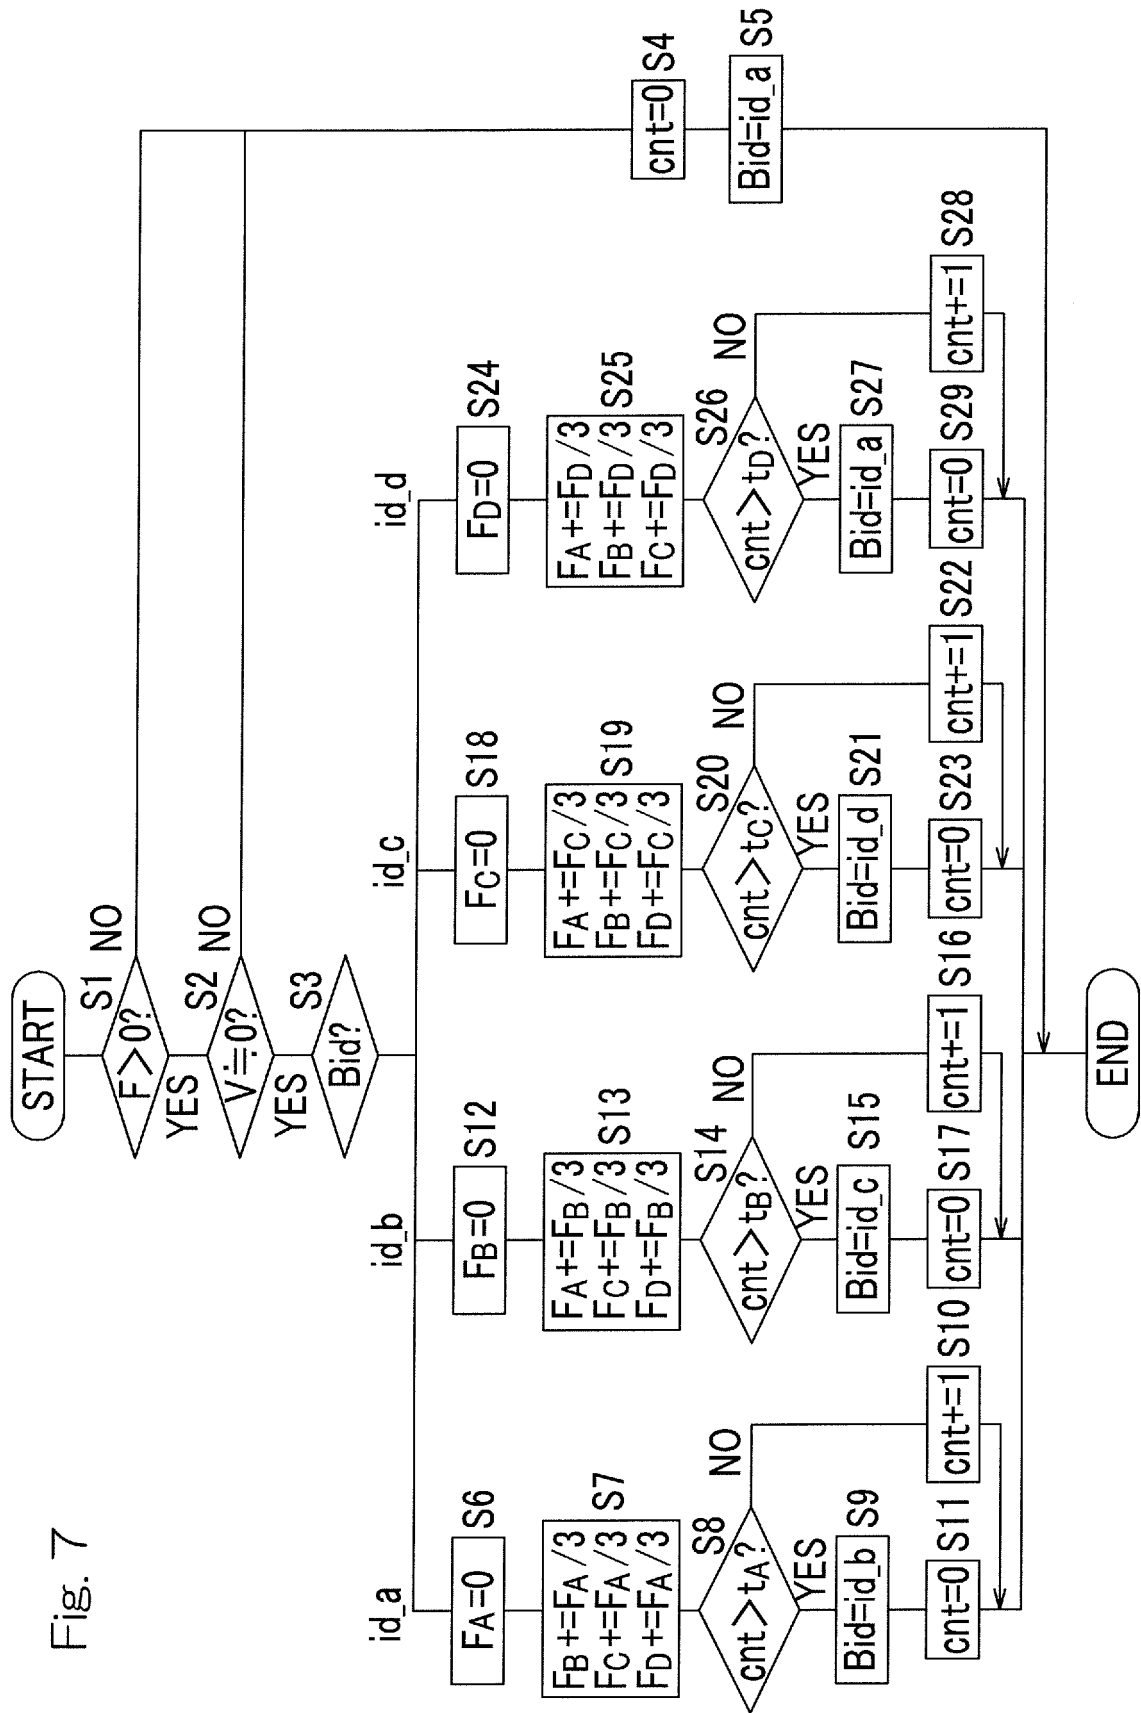 Fig. 7
START
S1
F>0?
NO
YES
S2
V≒0?
NO
YES
S3
Bid?
id_a
FA=0
S6
FB+=FA/3
FC+=FA/3
FD+=FA/3
S7
S8
cnt>tA?
NO
YES
Bid=id_b
S9
cnt=0
S11
cnt+=1
S10
id_b
FB=0
S12
FA+=FB/3
FC+=FB/3
FD+=FB/3
S13
S14
cnt>tB?
NO
YES
Bid=id_c
S15
cnt=0
S17
cnt+=1
S16
id_c
FC=0
S18
FA+=FC/3
FB+=FC/3
FD+=FC/3
S19
S20
cnt>tC?
NO
YES
Bid=id_d
S21
cnt=0
S23
cnt+=1
S22
id_d
FD=0
S24
FA+=FD/3
FB+=FD/3
FC+=FD/3
S25
S26
cnt>tD?
NO
YES
Bid=id_a
S27
cnt=0
S29
cnt+=1
S28
cnt=0
S4
Bid=id_a
S5
END